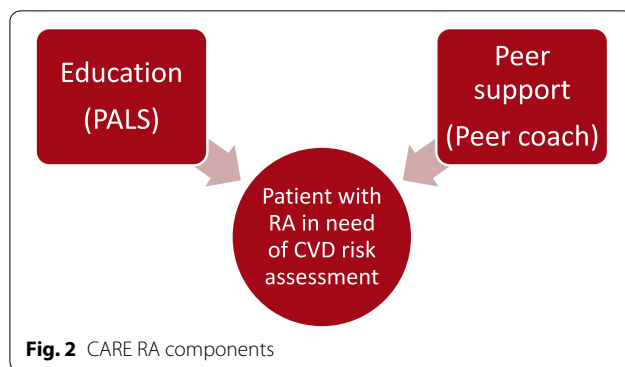 Education
(PALS)
Peer
support
(Peer coach)
Patient with
RA in need
of CVD risk
assessment
Fig. 2 CARE RA components